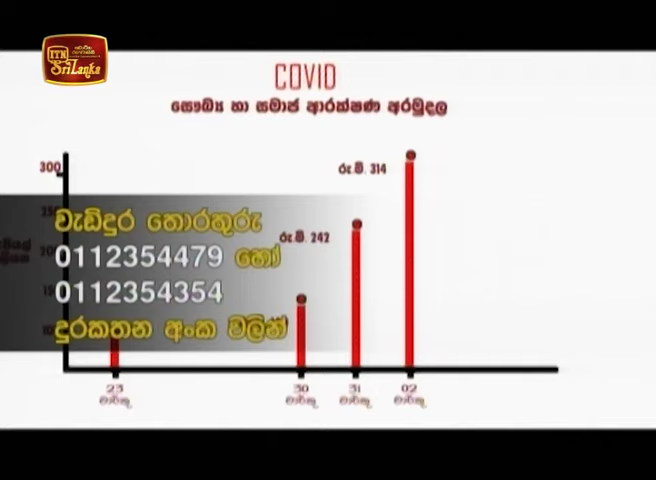 ITN
Sri Lanka
COVID
සෞඛ්‍ය හා සමාජ ආරක්ෂණ අරමුදල
300
රු.මි. 314
රු.මි. 242
වැඩිදුර තොරතුරු
0112354479 හෝ
0112354354
දුරකතන අංක වලින්
23 30 31 02
මාර්තු මාර්තු මාර්තු මාර්තු